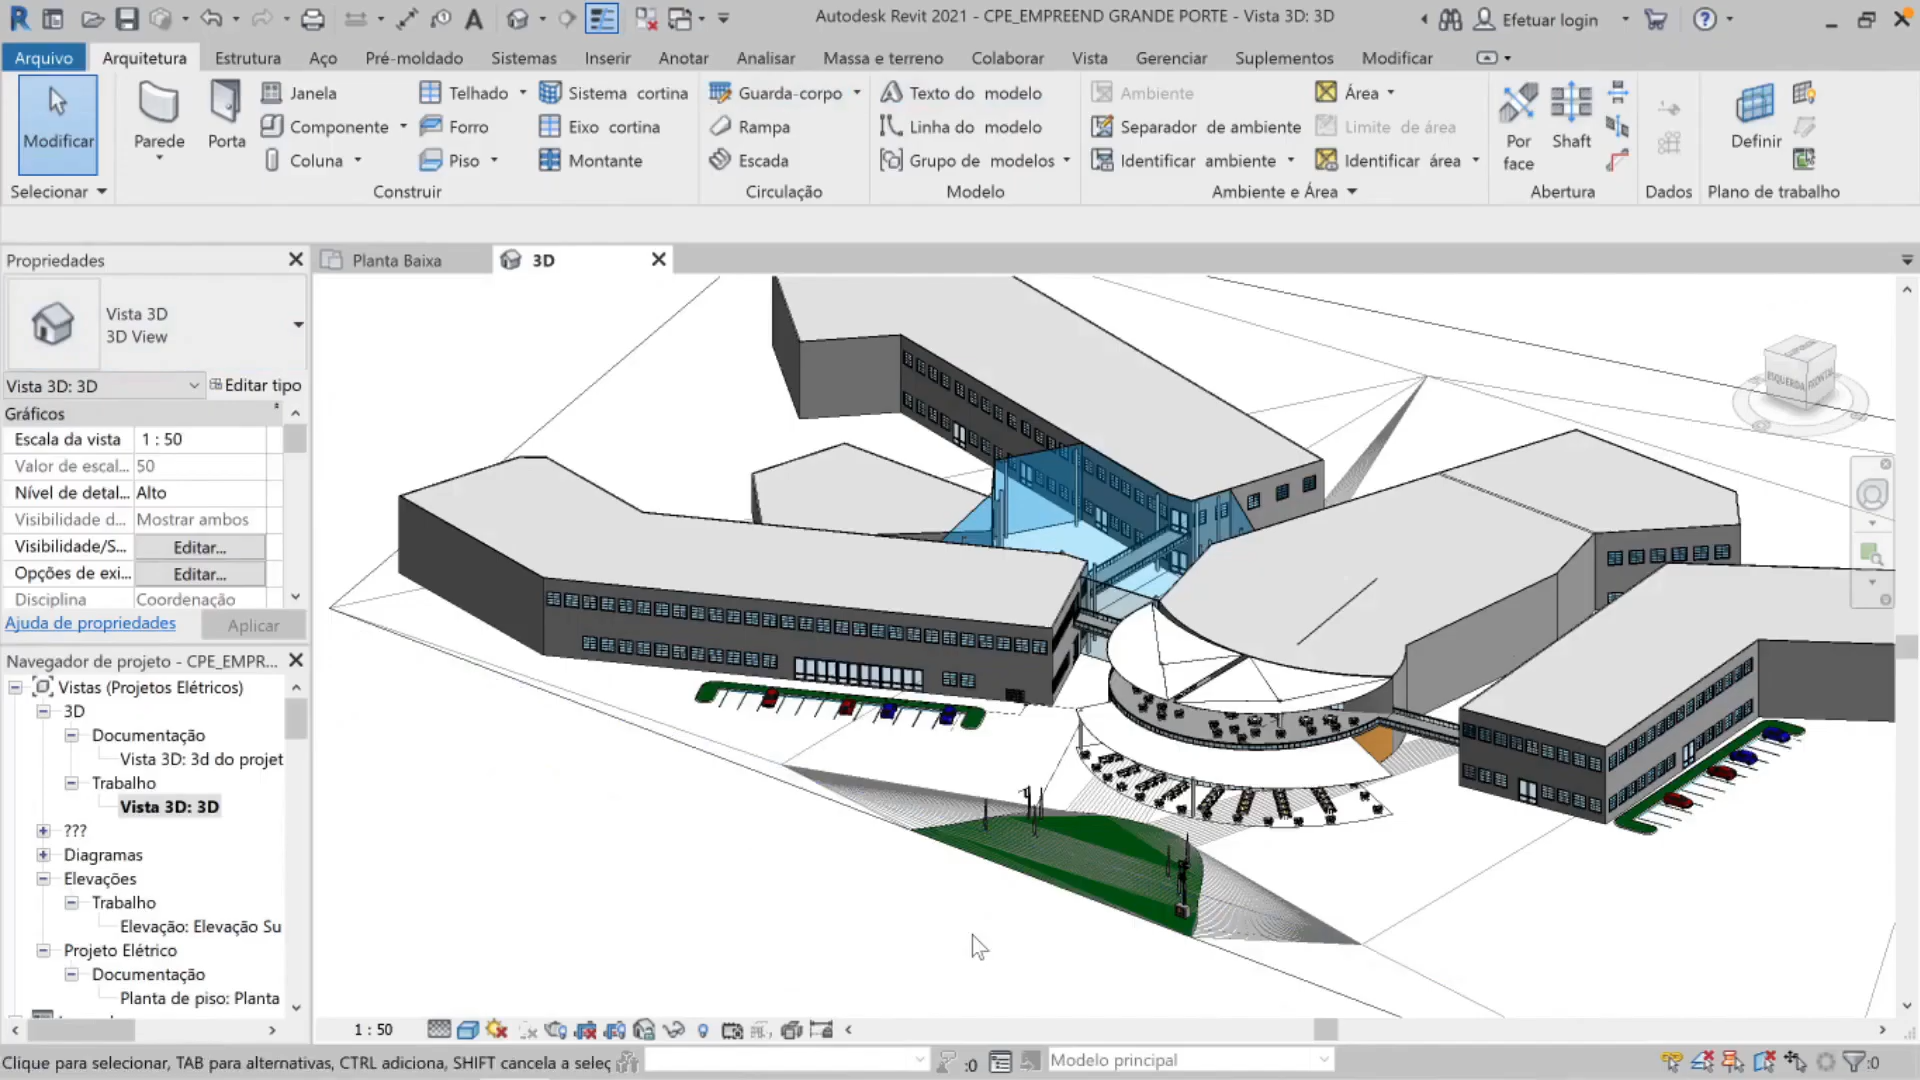 Autodesk Revit 2021 - CPE_EMPREEND GRANDE PORTE - Vista 3D: 3D
Efetuar login
Arquivo Arquitetura Estrutura Aço Pré-moldado Sistemas Inserir Anotar Analisar Massa e terreno Colaborar Vista Gerenciar Suplementos Modificar
Modificar
Selecionar
Parede
Porta
Janela
Componente
Coluna
Telhado
Forro
Piso
Sistema cortina
Eixo cortina
Montante
Construir
Guarda-corpo
Rampa
Escada
Circulação
Texto do modelo
Linha do modelo
Grupo de modelos
Modelo
Ambiente
Separador de ambiente
Identificar ambiente
Área
Limite de área
Identificar área
Ambiente e Área
Por
face
Shaft
Abertura
Dados
Definir
Plano de trabalho
Propriedades
Planta Baixa
3D
Vista 3D
3D View
Vista 3D: 3D
Editar tipo
Gráficos
Escala da vista 1 : 50
Valor de escal... 50
Nível de detal... Alto
Visibilidade d... Mostrar ambos
Visibilidade/S... Editar...
Opções de exi... Editar...
Disciplina Coordenação
Ajuda de propriedades Aplicar
Navegador de projeto - CPE_EMPR...
Vistas (Projetos Elétricos)
3D
Documentação
Vista 3D: 3d do projet
Trabalho
Vista 3D: 3D
???
Diagramas
Elevações
Trabalho
Elevação: Elevação Su
Projeto Elétrico
Documentação
Planta de piso: Planta
SUPERIOR
ESQUERDA
FRONTAL
1 : 50
Clique para selecionar, TAB para alternativas, CTRL adiciona, SHIFT cancela a seleç
:0
Modelo principal
:0